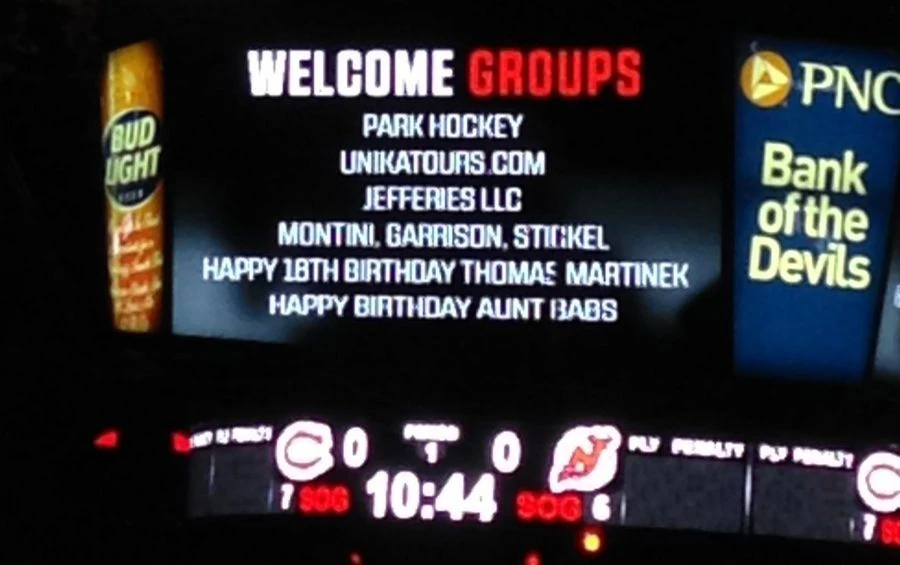 WELCOME GROUPS
PARK HOCKEY
UNIKATOURS.COM
JEFFERIES LLC
MONTINI, GARRISON, STICKEL
HAPPY 18TH BIRTHDAY THOMAS MARTINEK
HAPPY BIRTHDAY AUNT BABS
BUD
LIGHT
PNC
Bank
of the
Devils
C 0
PERIOD
1
0
7 SOG
10:44
SOG 6
PLY PENALTY
PLY PENALTY
C
7